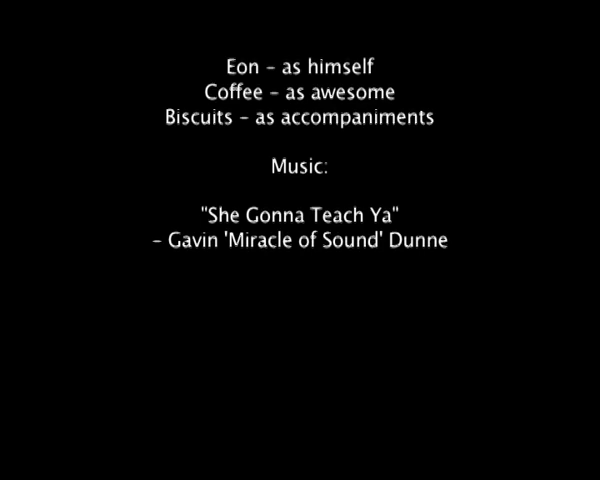 Eon - as himself
Coffee - as awesome
Biscuits - as accompaniments
Music:
"She Gonna Teach Ya"
- Gavin 'Miracle of Sound' Dunne